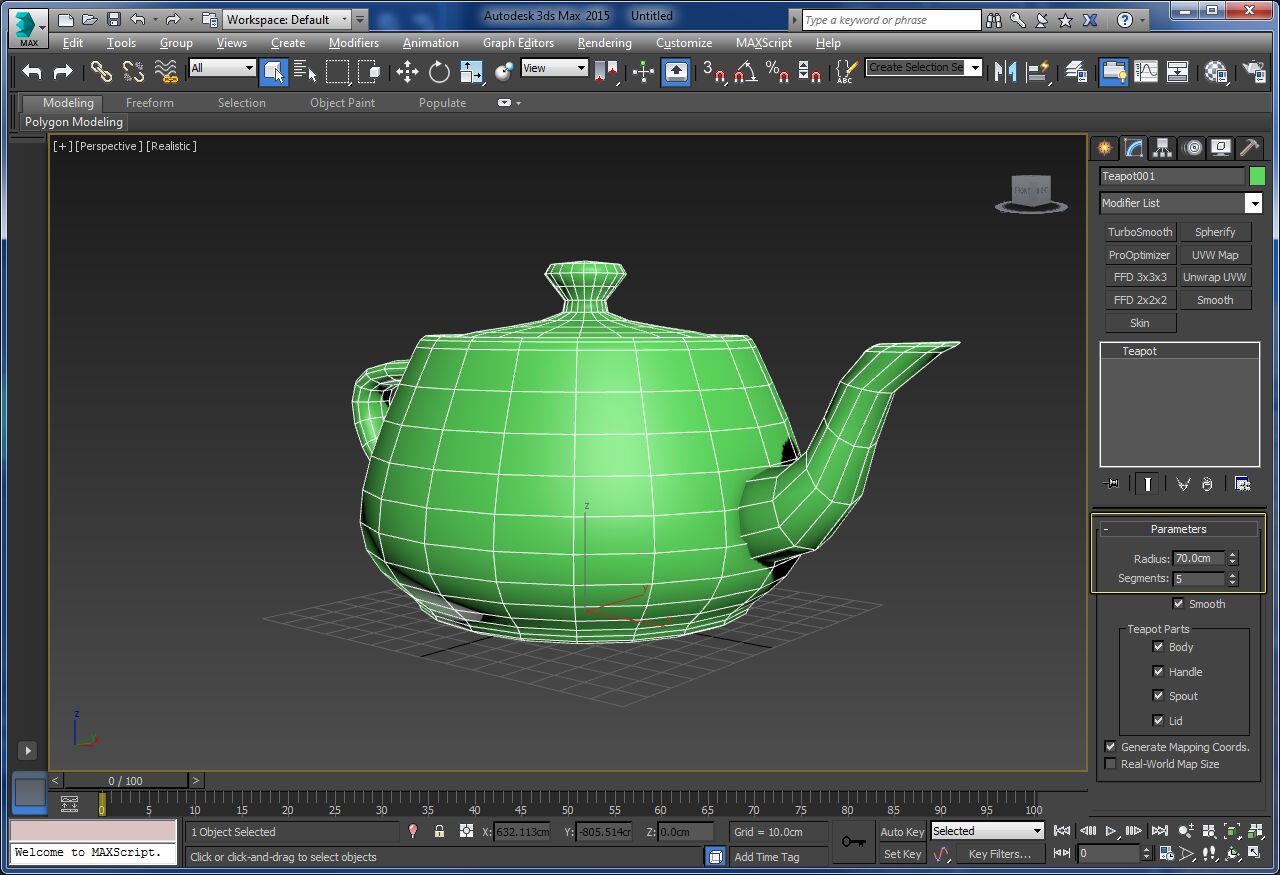 MAX
Workspace: Default
Autodesk 3ds Max 2015 Untitled
Type a keyword or phrase
Edit Tools Group Views Create Modifiers Animation Graph Editors Rendering Customize MAXScript Help
All
View
3
%
ABC
Create Selection Se
Modeling Freeform Selection Object Paint Populate
Polygon Modeling
[+] [Perspective ] [Realistic ]
FRONT
z
z
Teapot001
Modifier List
TurboSmooth Spherify
ProOptimizer UVW Map
FFD 3x3x3 Unwrap UVW
FFD 2x2x2 Smooth
Skin
Teapot
- Parameters
Radius: 70.0cm
Segments: 5
Smooth
Teapot Parts
Body
Handle
Spout
Lid
Generate Mapping Coords.
Real-World Map Size
< 0 / 100 >
0 5 10 15 20 25 30 35 40 45 50 55 60 65 70 75 80 85 90 95 100
1 Object Selected X: 632.113cm Y: -805.514cm Z: 0.0cm Grid = 10.0cm Auto Key Selected
Welcome to MAXScript.
Click or click-and-drag to select objects Add Time Tag Set Key Key Filters... 0